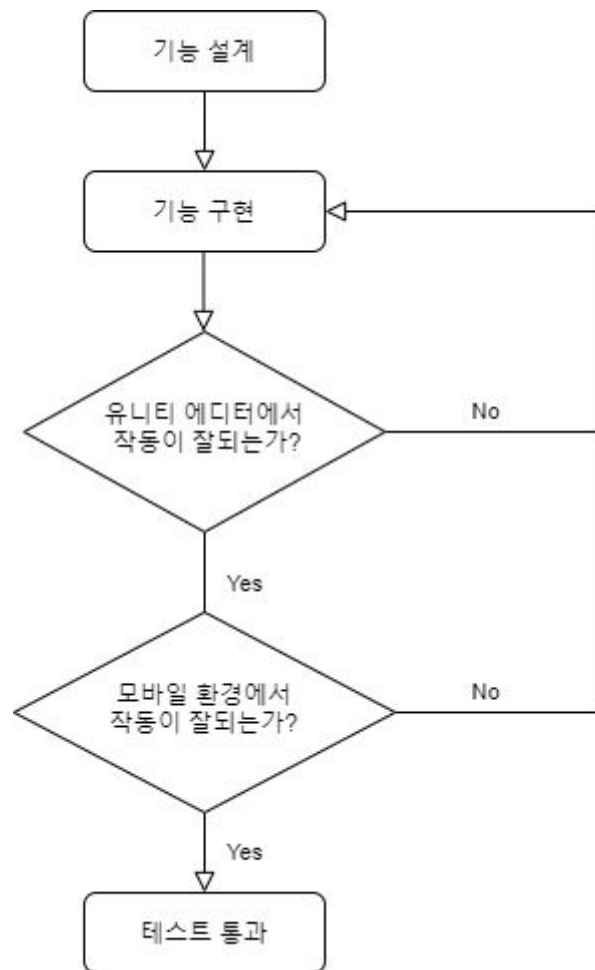 기능 설계
기능 구현
유니티 에디터에서
작동이 잘되는가?
No
Yes
모바일 환경에서
작동이 잘되는가?
No
Yes
테스트 통과